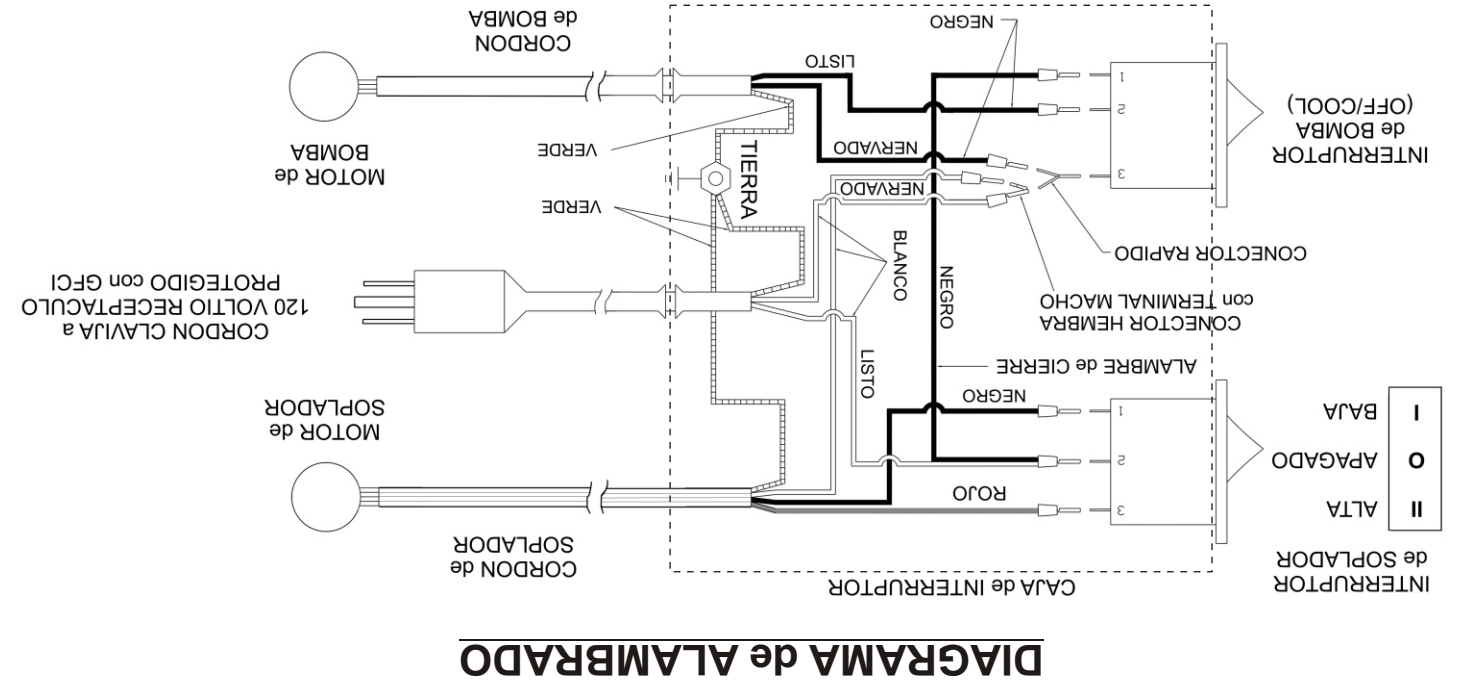 DIAGRAMA de ALAMBRADO
CAJA de INTERRUPTOR
INTERRUPTOR
de SOPLADOR
II ALTA
O APAGADO
I BAJA
3
2
1
ROJO
NEGRO
ALAMBRE de CIERRE
LISTO
CORDON de
SOPLADOR
MOTOR de
SOPLADOR
CONECTOR HEMBRA
con TERMINAL MACHO
CONECTOR RAPIDO
NEGRO
BLANCO
CORDON CLAVIJA a
120 VOLTIO RECEPTACULO
PROTEGIDO con GFCI
VERDE
TIERRA
VERDE
NERVADO
NERVADO
INTERRUPTOR
de BOMBA
(OFF/COOL)
3
2
1
LISTO
NEGRO
MOTOR de
BOMBA
CORDON
de BOMBA